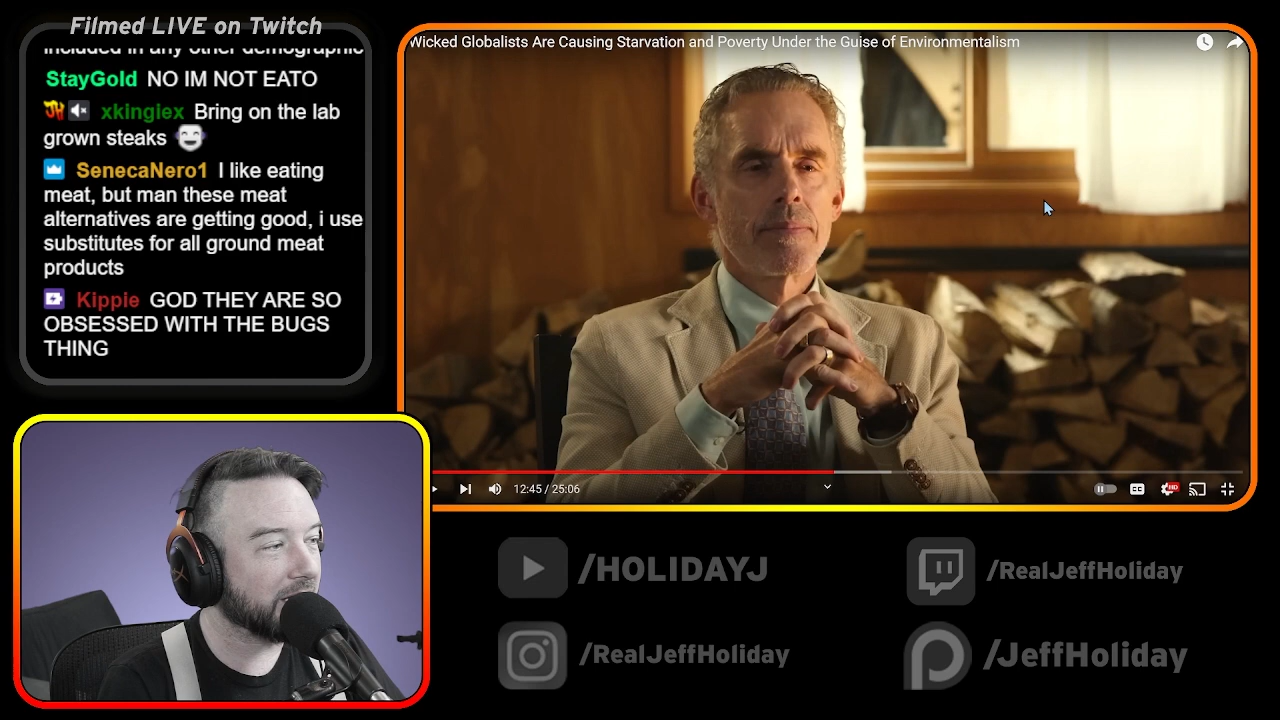 Filmed LIVE on Twitch
included in any other demographic
StayGold NO IM NOT EATO
xkinglex Bring on the lab
grown steaks
SenecaNero1 I like eating
meat, but man these meat
alternatives are getting good, i use
substitutes for all ground meat
products
Kippie GOD THEY ARE SO
OBSESSED WITH THE BUGS
THING
Wicked Globalists Are Causing Starvation and Poverty Under the Guise of Environmentalism
12:45 / 25:06
CC
HD
/HOLIDAYJ
/RealJeffHoliday
/RealJeffHoliday
/JeffHoliday